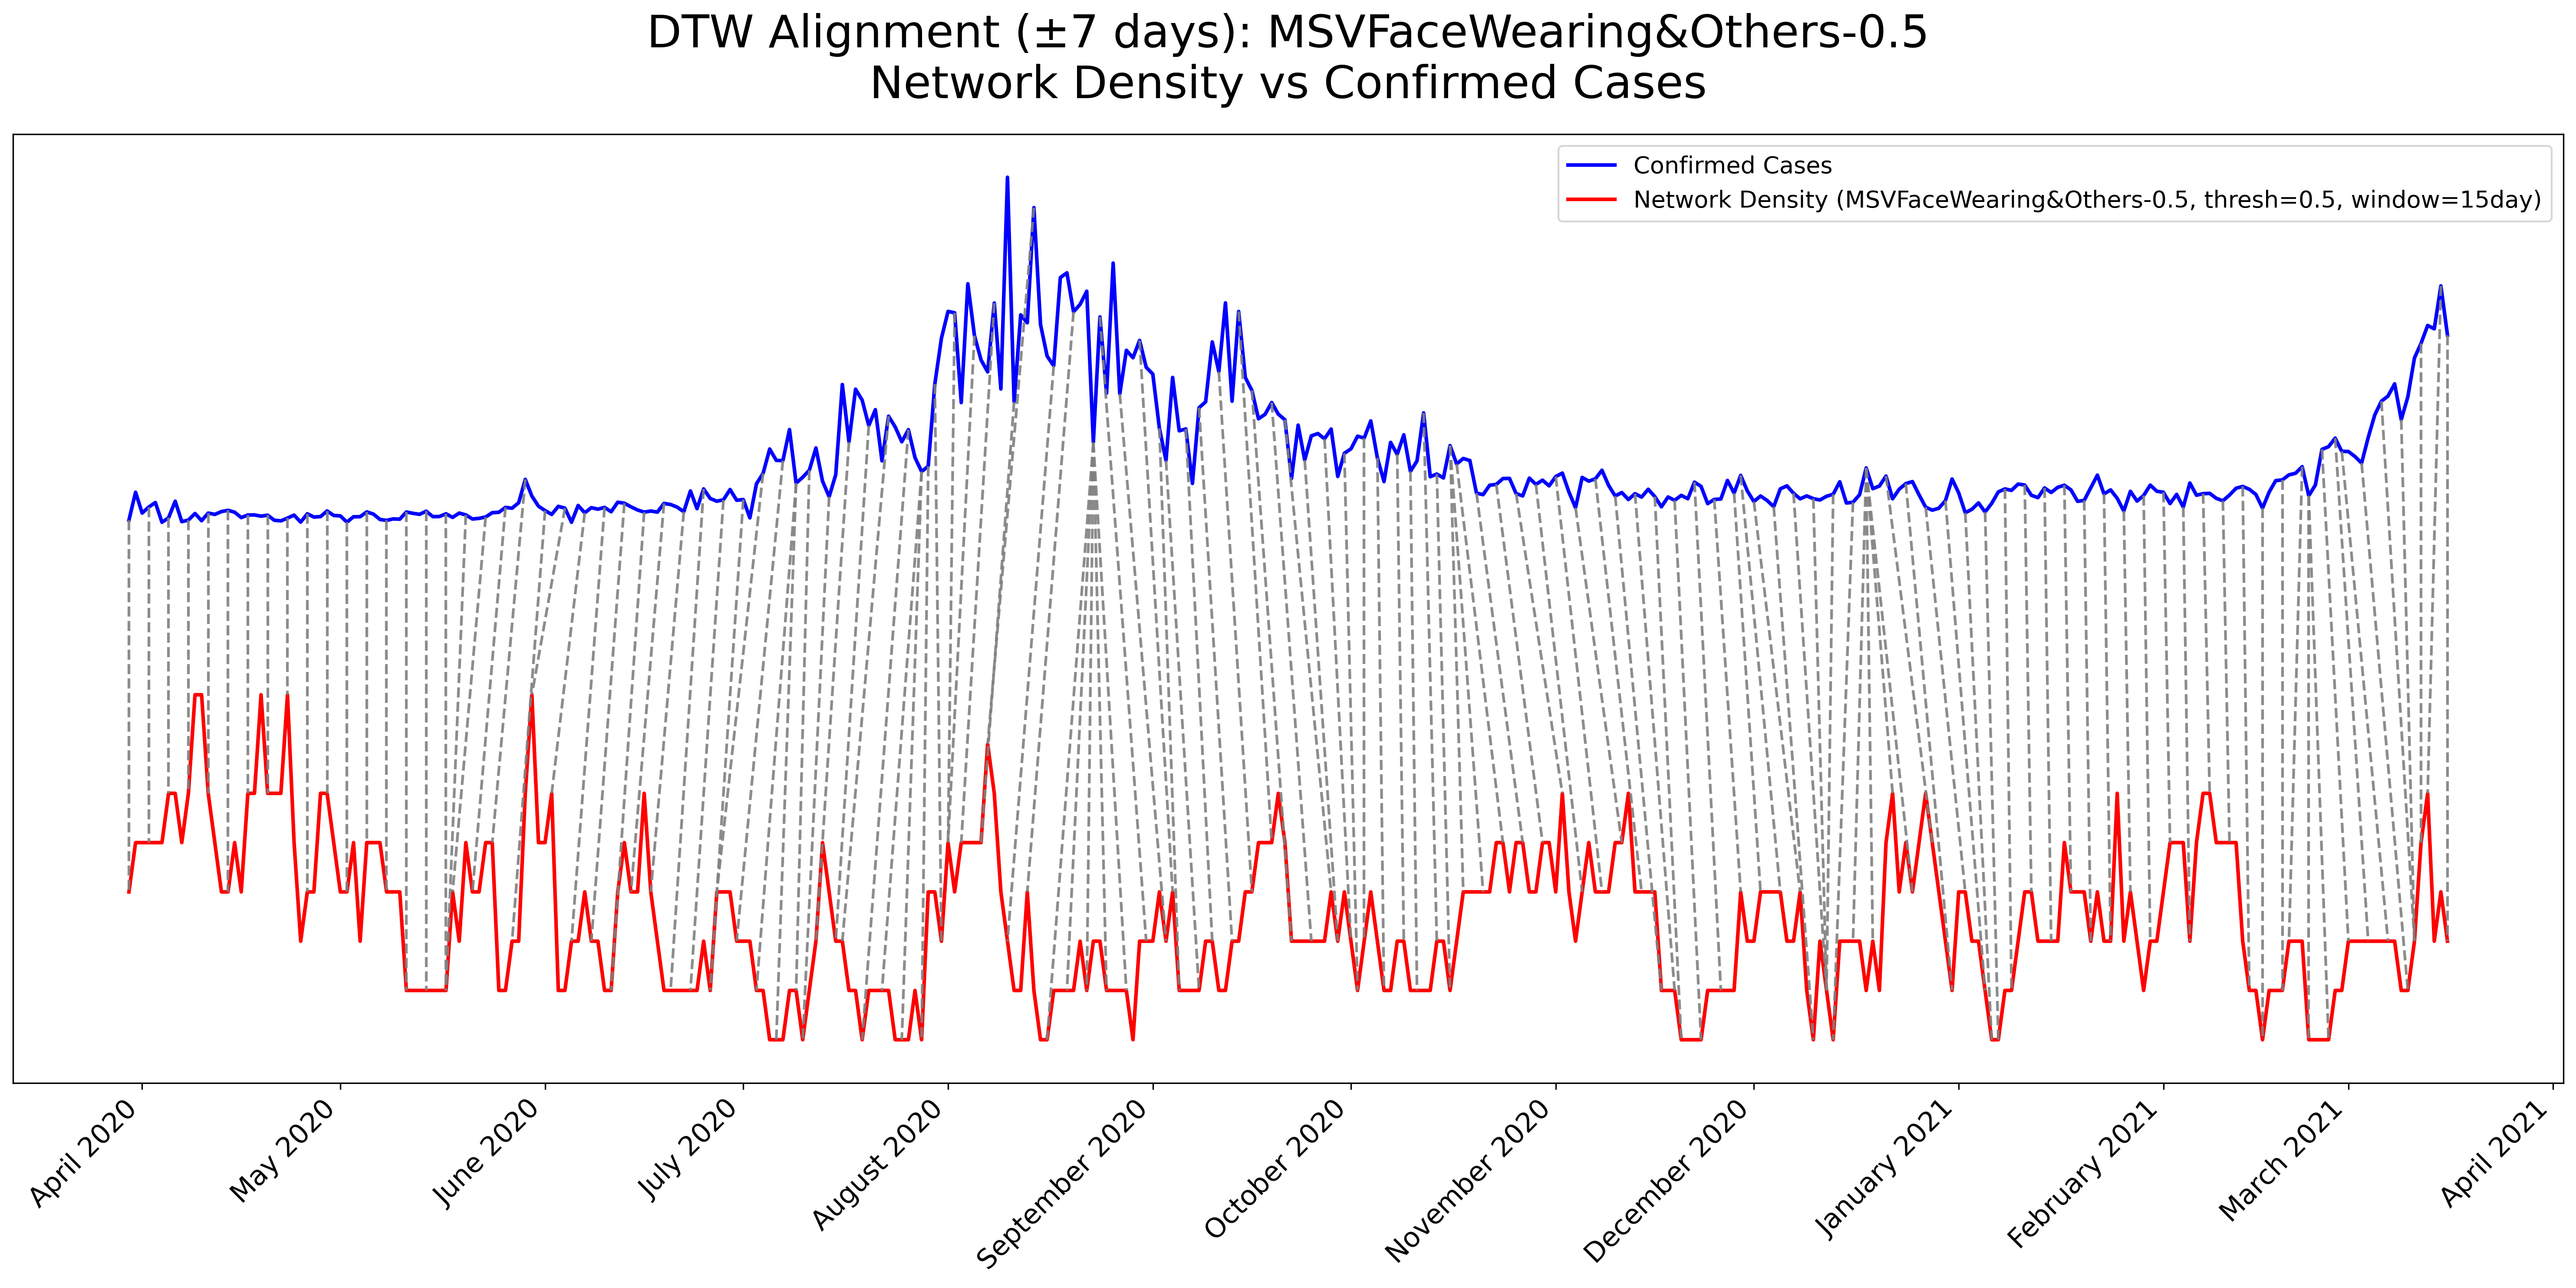 DTW Alignment (±7 days): MSVFaceWearing&Others-0.5
Network Density vs Confirmed Cases
Confirmed Cases
Network Density (MSVFaceWearing&Others-0.5, thresh=0.5, window=15day)
April 2020
May 2020
June 2020
July 2020
August 2020
September 2020
October 2020
November 2020
December 2020
January 2021
February 2021
March 2021
April 2021